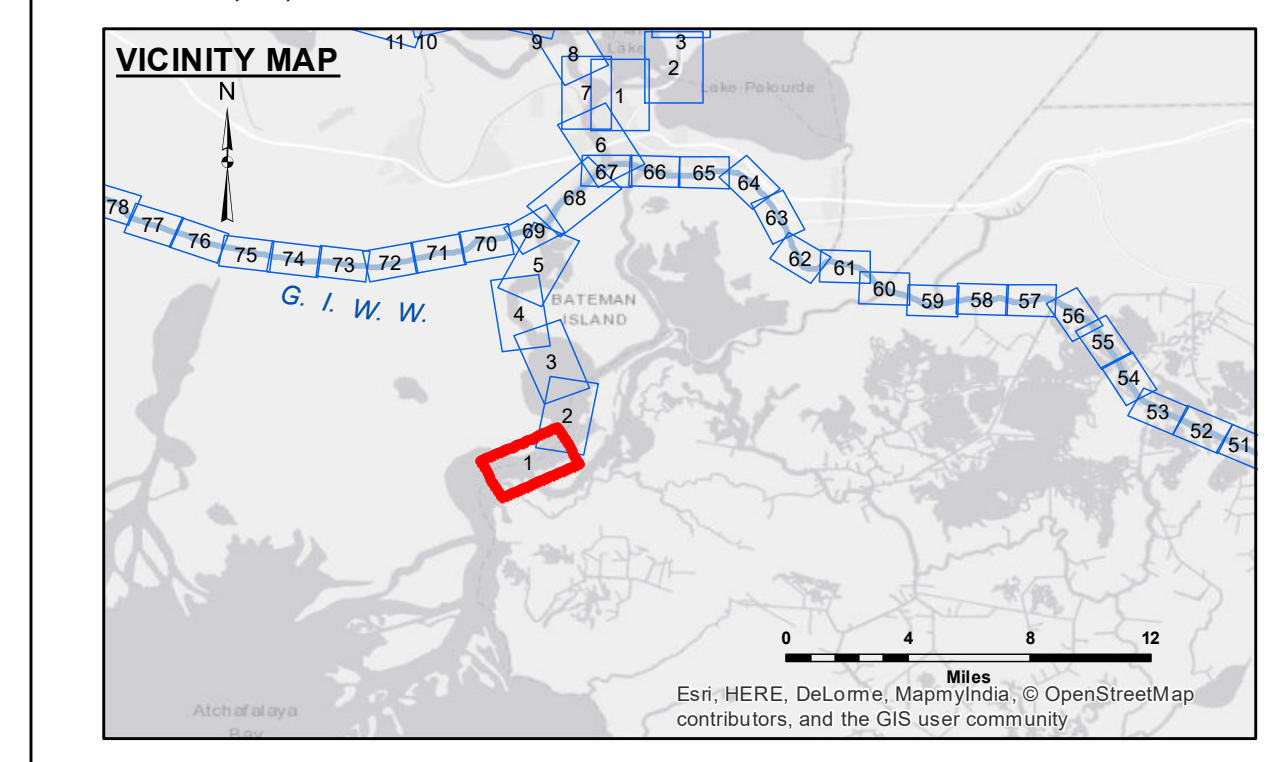 VICINITY MAP
N
11 10 9 8 Lake 3
7 1 2 Lake Palourde
6
67 66 65 64
78 77 76 75 74 73 72 71 70 69 68 63
5 62 61 60 59 58 57 56
G. I. W. W.
4 BATEMAN
ISLAND
3 55
2 54
1 53 52 51
0 4 8 12
Miles
Esri, HERE, DeLorme, MapmyIndia, © OpenStreetMap
contributors, and the GIS user community
Atchafalaya
Bay